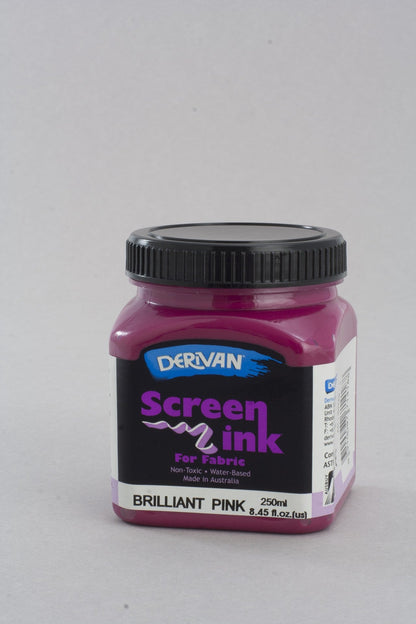 DERIVAN
Screen
ink
For Fabric
Non-Toxic • Water-Based
Made in Australia
BRILLIANT PINK 250ml
8.45 fl.oz.(us)